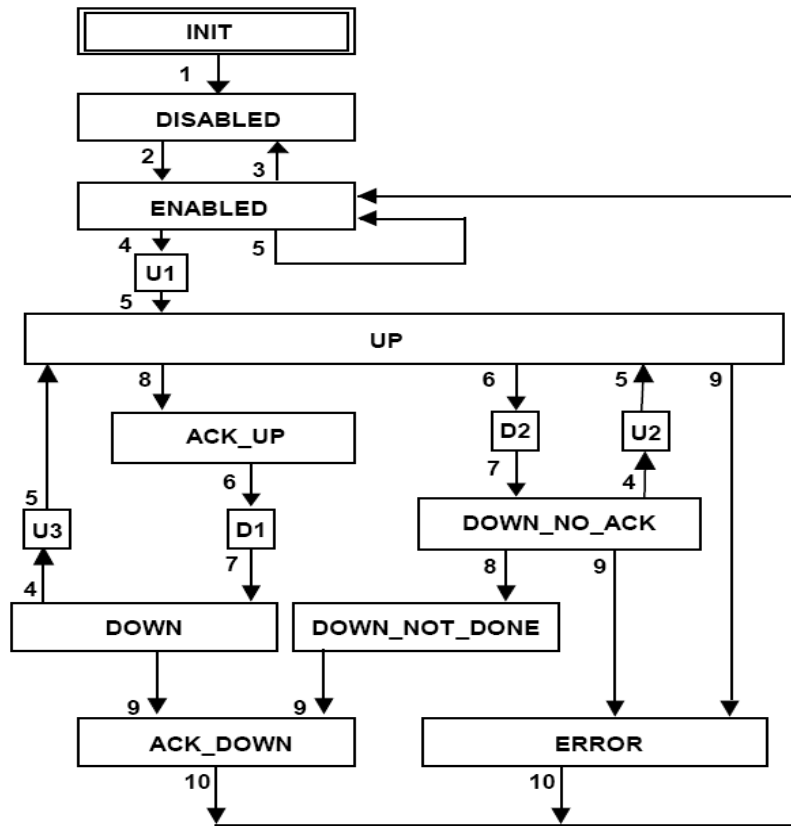 INIT
1
DISABLED
2 3
ENABLED
4 5
U1
5
UP
8 6 5 9
ACK_UP D2 U2
6 7 4
5
U3 D1 DOWN_NO_ACK
4 7 8 9
DOWN DOWN_NOT_DONE
9 9
ACK_DOWN ERROR
10 10